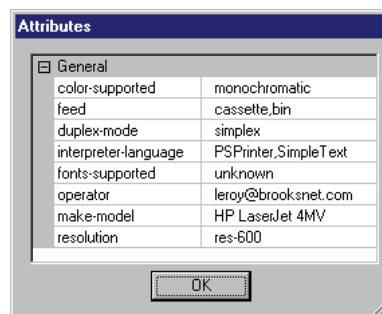 Attributes
General
color-supported monochromatic
feed cassette,bin
duplex-mode simplex
interpreter-language PSPrinter,SimpleText
fonts-supported unknown
operator leroy@brooksnet.com
make-model HP LaserJet 4MV
resolution res-600
OK